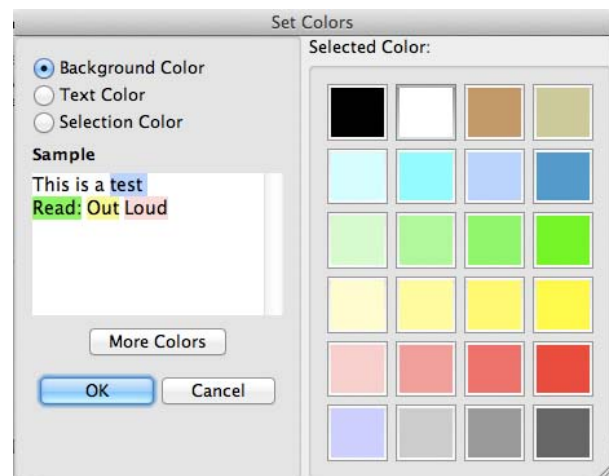 Set Colors
Background Color
Text Color
Selection Color
Sample
This is a test
Read: Out Loud
More Colors
OK
Cancel
Selected Color: